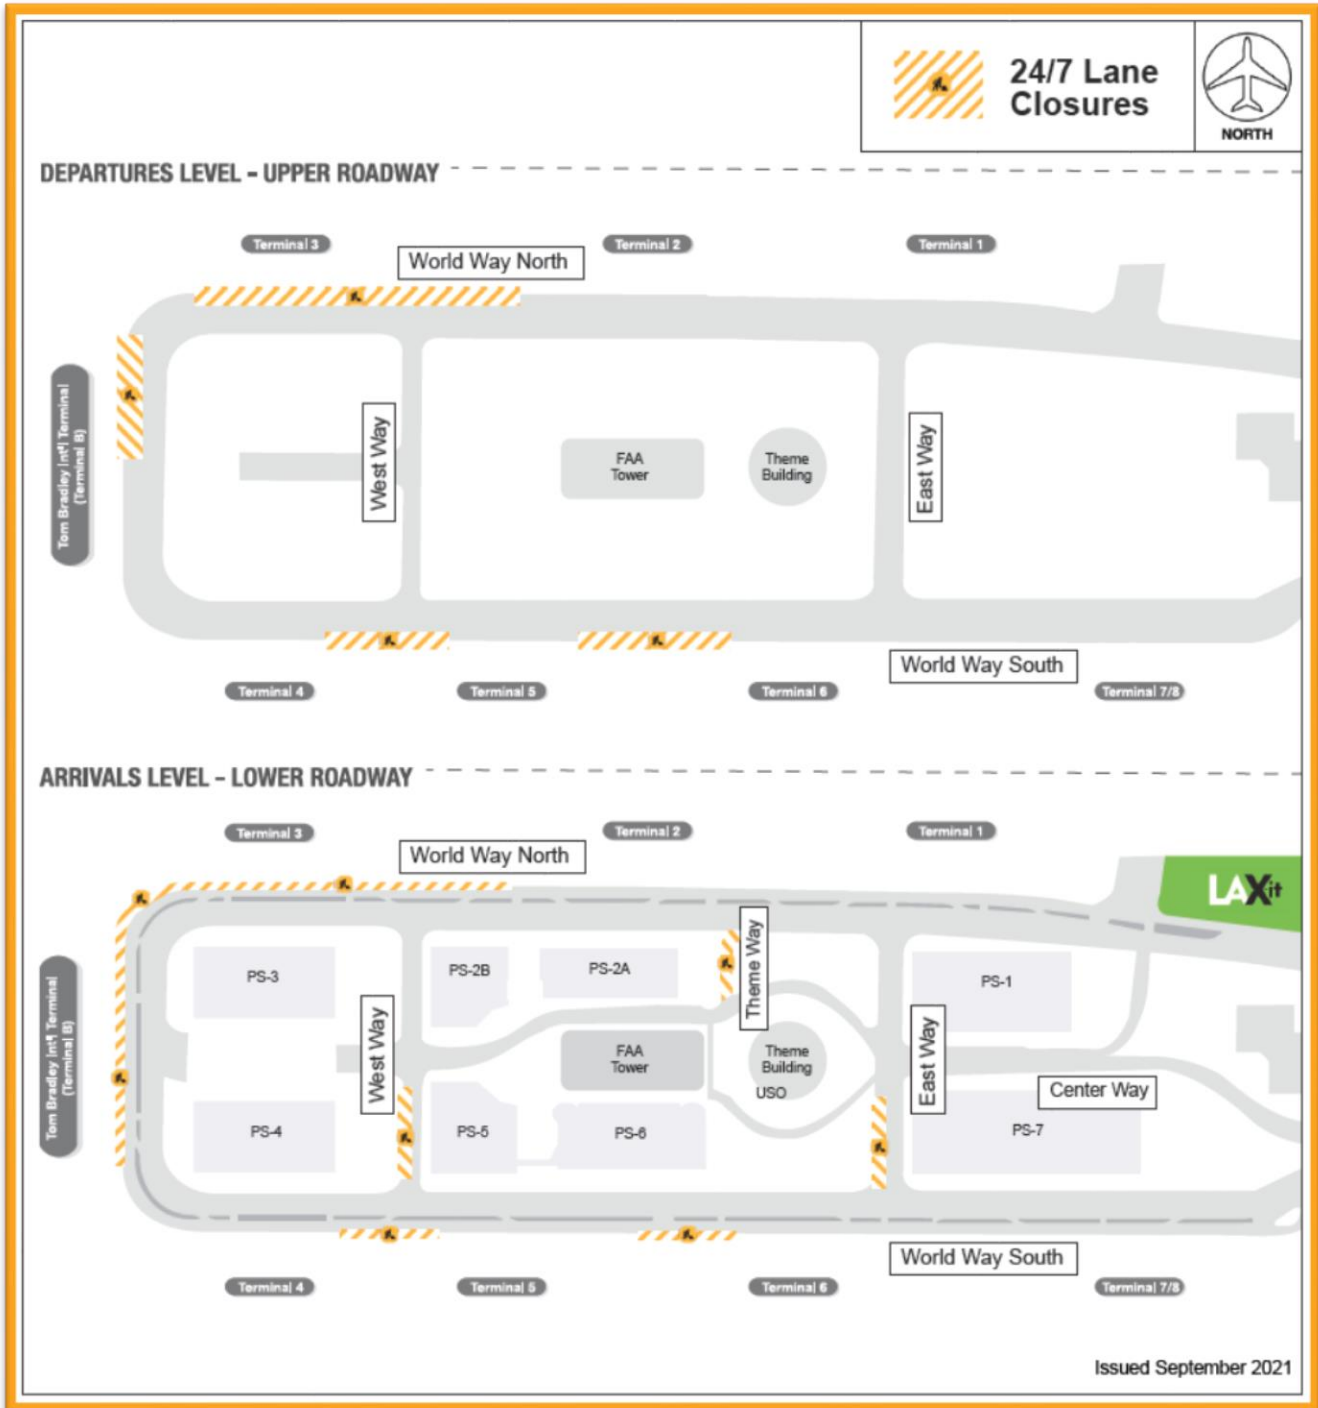 24/7 Lane
Closures
NORTH
DEPARTURES LEVEL - UPPER ROADWAY
Terminal 3
World Way North
Terminal 2
Terminal 1
Tom Bradley Int'l Terminal
(Terminal B)
West Way
FAA
Tower
Theme
Building
East Way
World Way South
Terminal 4
Terminal 5
Terminal 6
Terminal 7/8
ARRIVALS LEVEL - LOWER ROADWAY
Terminal 3
World Way North
Terminal 2
Terminal 1
LAXit
Theme Way
PS-3
PS-2B
PS-2A
PS-1
Tom Bradley Int'l Terminal
(Terminal B)
West Way
FAA
Tower
Theme
Building
USO
East Way
Center Way
PS-4
PS-5
PS-6
PS-7
World Way South
Terminal 4
Terminal 5
Terminal 6
Terminal 7/8
Issued September 2021